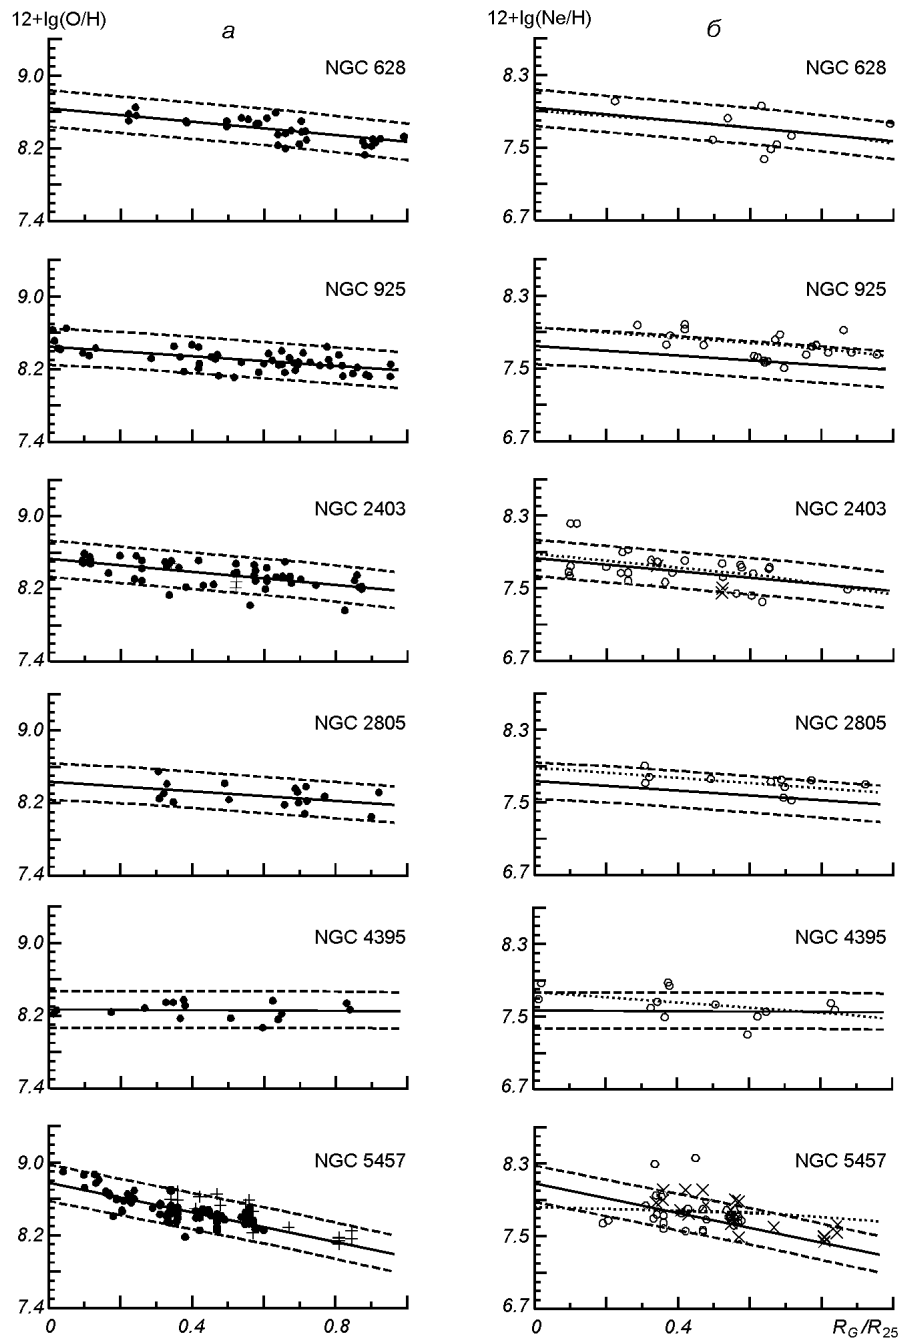 12+lg(O/H)
12+lg(Ne/H)
а
б
NGC 628
NGC 628
9.0
8.3
8.2
7.5
7.4
6.7
NGC 925
NGC 925
9.0
8.3
8.2
7.5
7.4
6.7
NGC 2403
NGC 2403
9.0
8.3
8.2
7.5
7.4
6.7
NGC 2805
NGC 2805
9.0
8.3
8.2
7.5
7.4
6.7
NGC 4395
NGC 4395
9.0
8.3
8.2
7.5
7.4
6.7
NGC 5457
NGC 5457
9.0
8.3
8.2
7.5
7.4
6.7
0 0.4 0.8
0 0.4 R_G/R_25